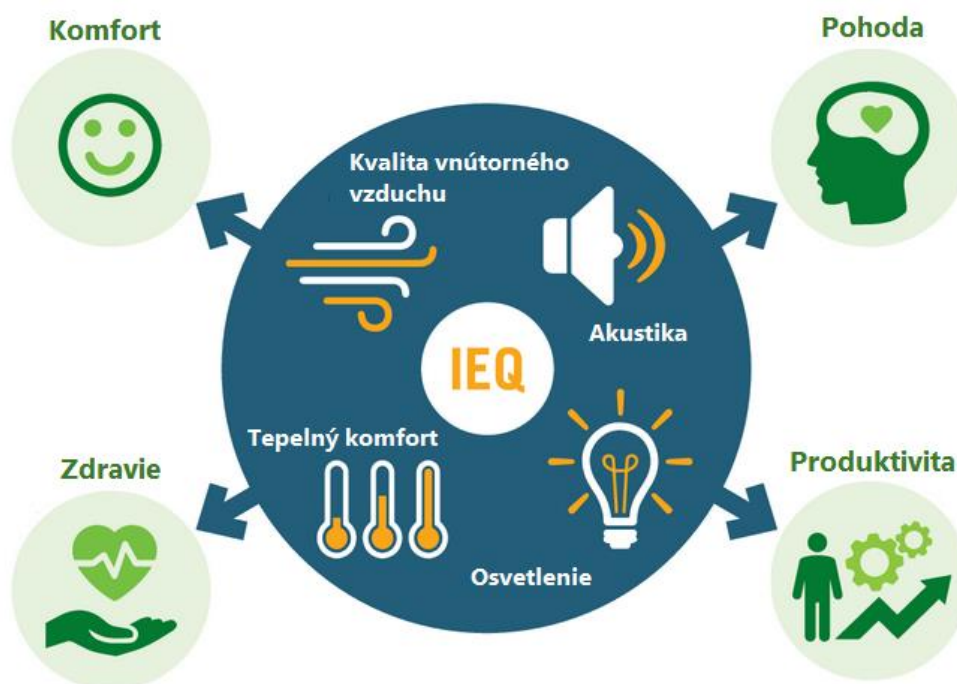 Komfort
Pohoda
Kvalita vnútorného
vzduchu
Akustika
IEQ
Tepelný komfort
Zdravie
Produktivita
Osvetlenie